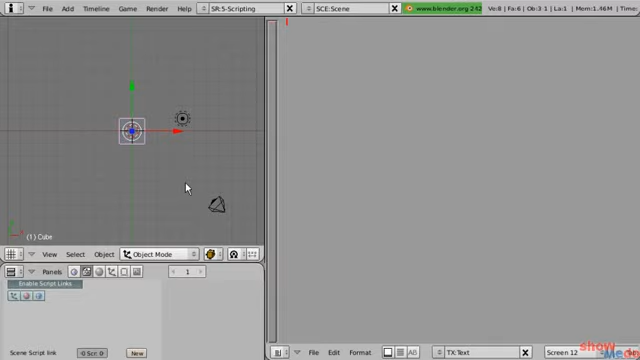 File Add Timeline Game Render Help SR:5-Scripting SCE:Scene www.blender.org 242 Ve:8 | Fa:6 | Ob:3-1 | La:1 | Mem:1.46M | Time:
(1) Cube
View Select Object Object Mode
Panels 1
Enable Script Links
Scene Script link 0 Scr: 0 New
File Edit Format AB TX:Text Screen 12
show
MeDo